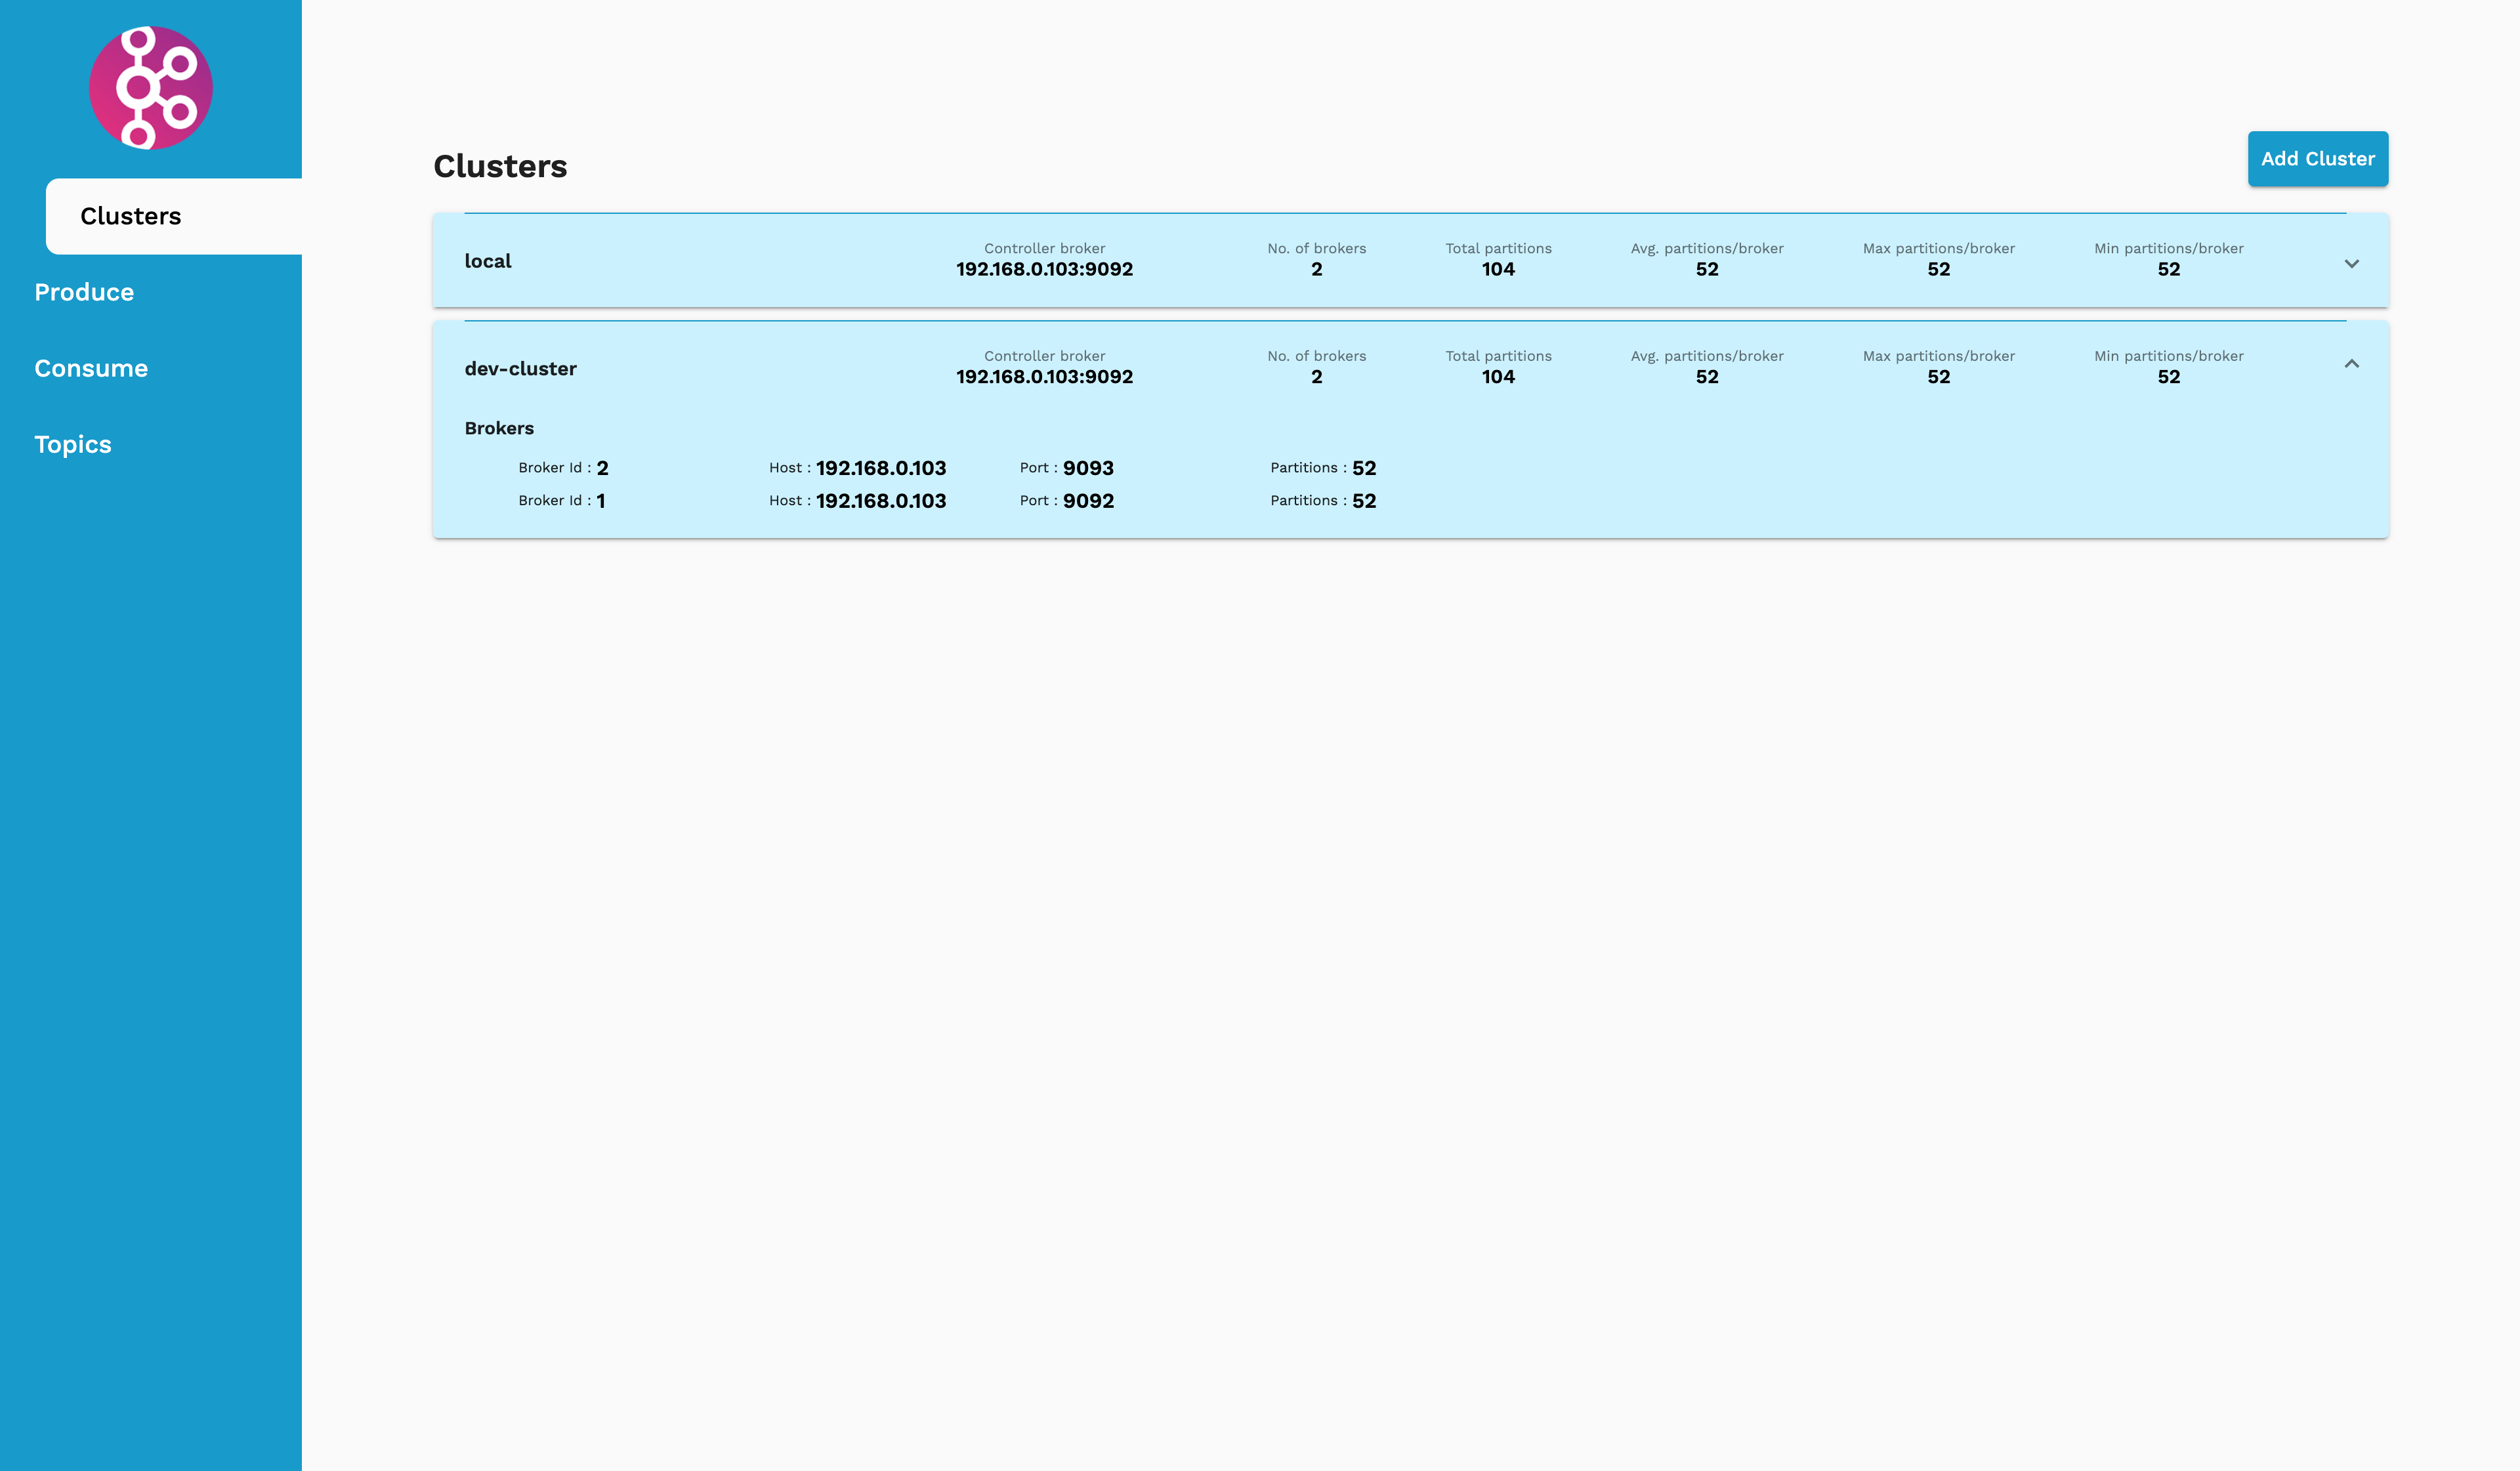 Clusters
Produce
Consume
Topics
Clusters
Add Cluster
local
Controller broker
192.168.0.103:9092
No. of brokers
2
Total partitions
104
Avg. partitions/broker
52
Max partitions/broker
52
Min partitions/broker
52
dev-cluster
Controller broker
192.168.0.103:9092
No. of brokers
2
Total partitions
104
Avg. partitions/broker
52
Max partitions/broker
52
Min partitions/broker
52
Brokers
Broker Id : 2 Host : 192.168.0.103 Port : 9093 Partitions : 52
Broker Id : 1 Host : 192.168.0.103 Port : 9092 Partitions : 52